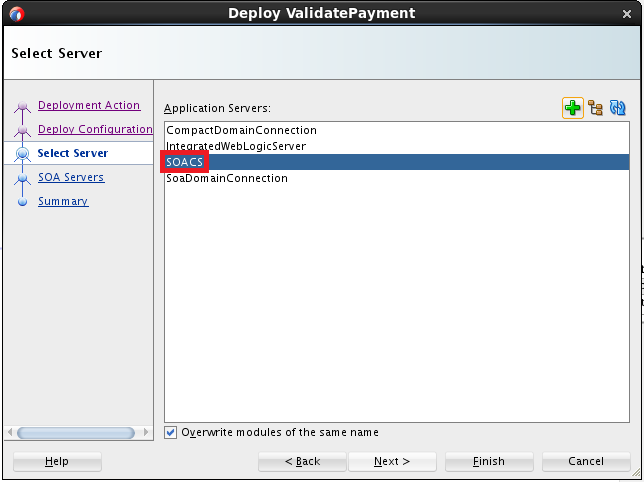 Deploy ValidatePayment
Select Server
Deployment Action
Deploy Configuration
Select Server
SOA Servers
Summary
Application Servers:
CompactDomainConnection
IntegratedWebLogicServer
SOACS
SoaDomainConnection
Overwrite modules of the same name
Help
< Back
Next >
Finish
Cancel